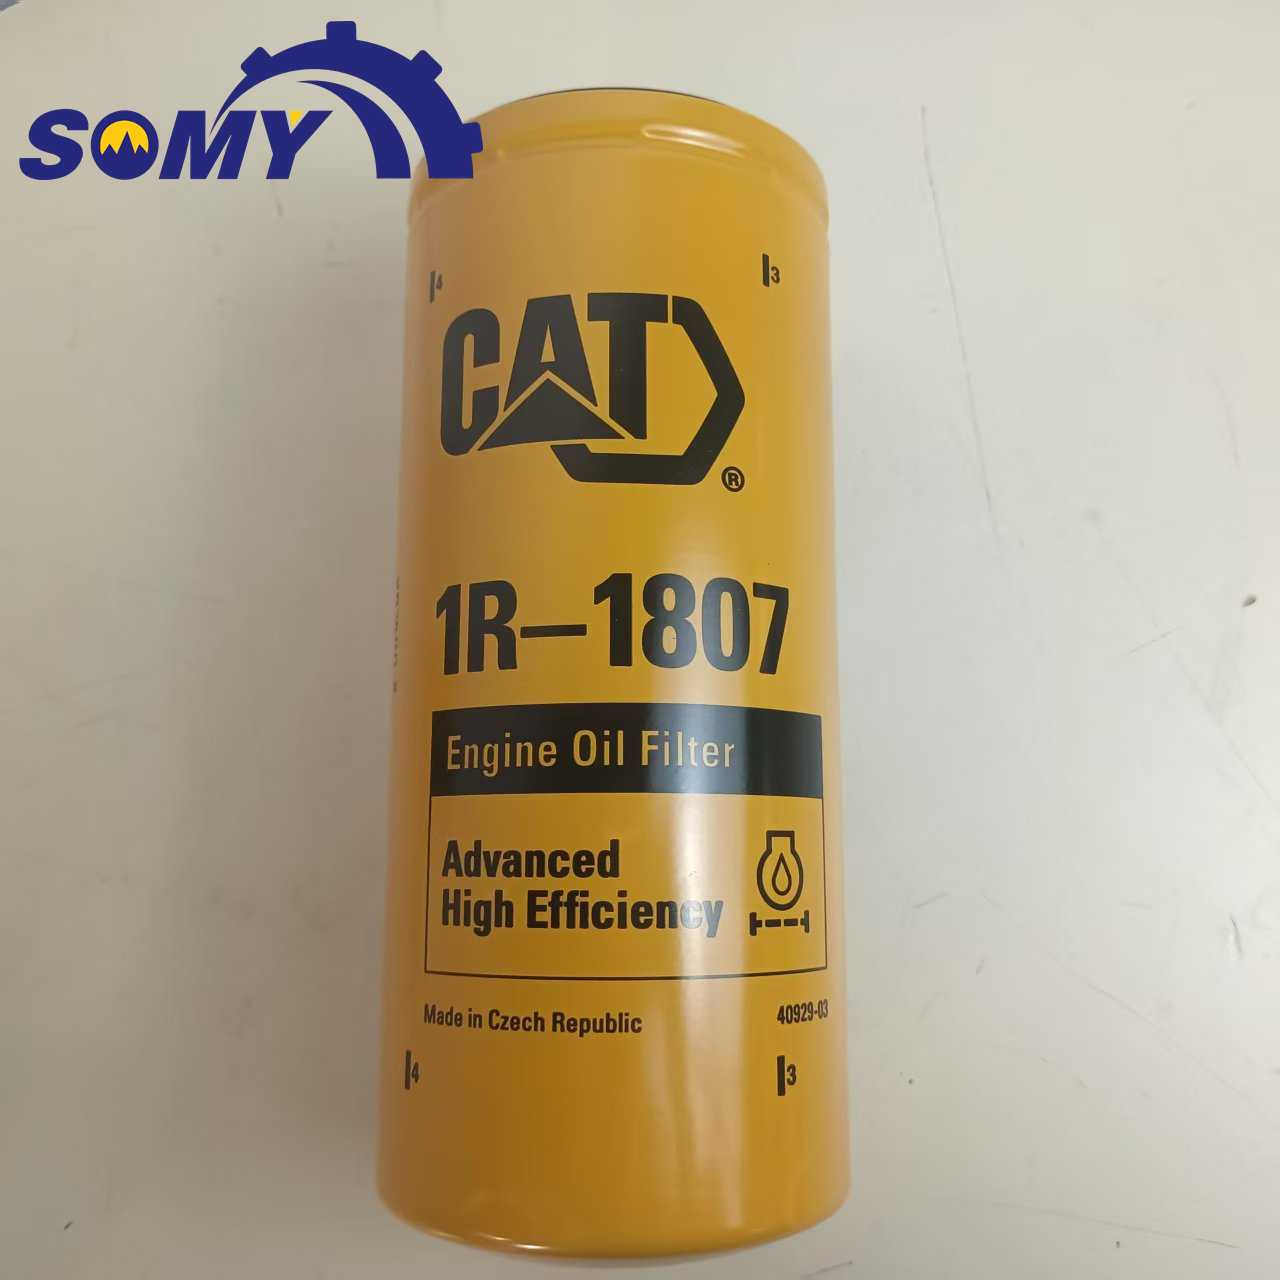 SOMY
4
3
CAT
®
1R-1807
Engine Oil Filter
Advanced
High Efficiency
Made in Czech Republic
40929-03
4
3